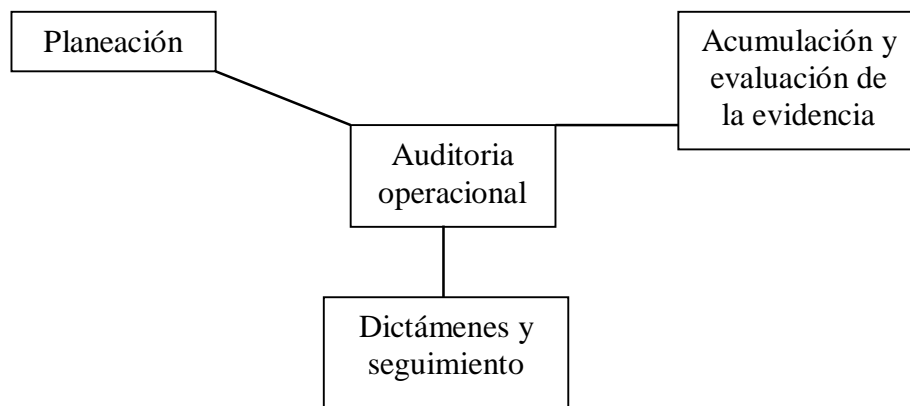 Planeación
Acumulación y
evaluación de
la evidencia
Auditoria
operacional
Dictámenes y
seguimiento